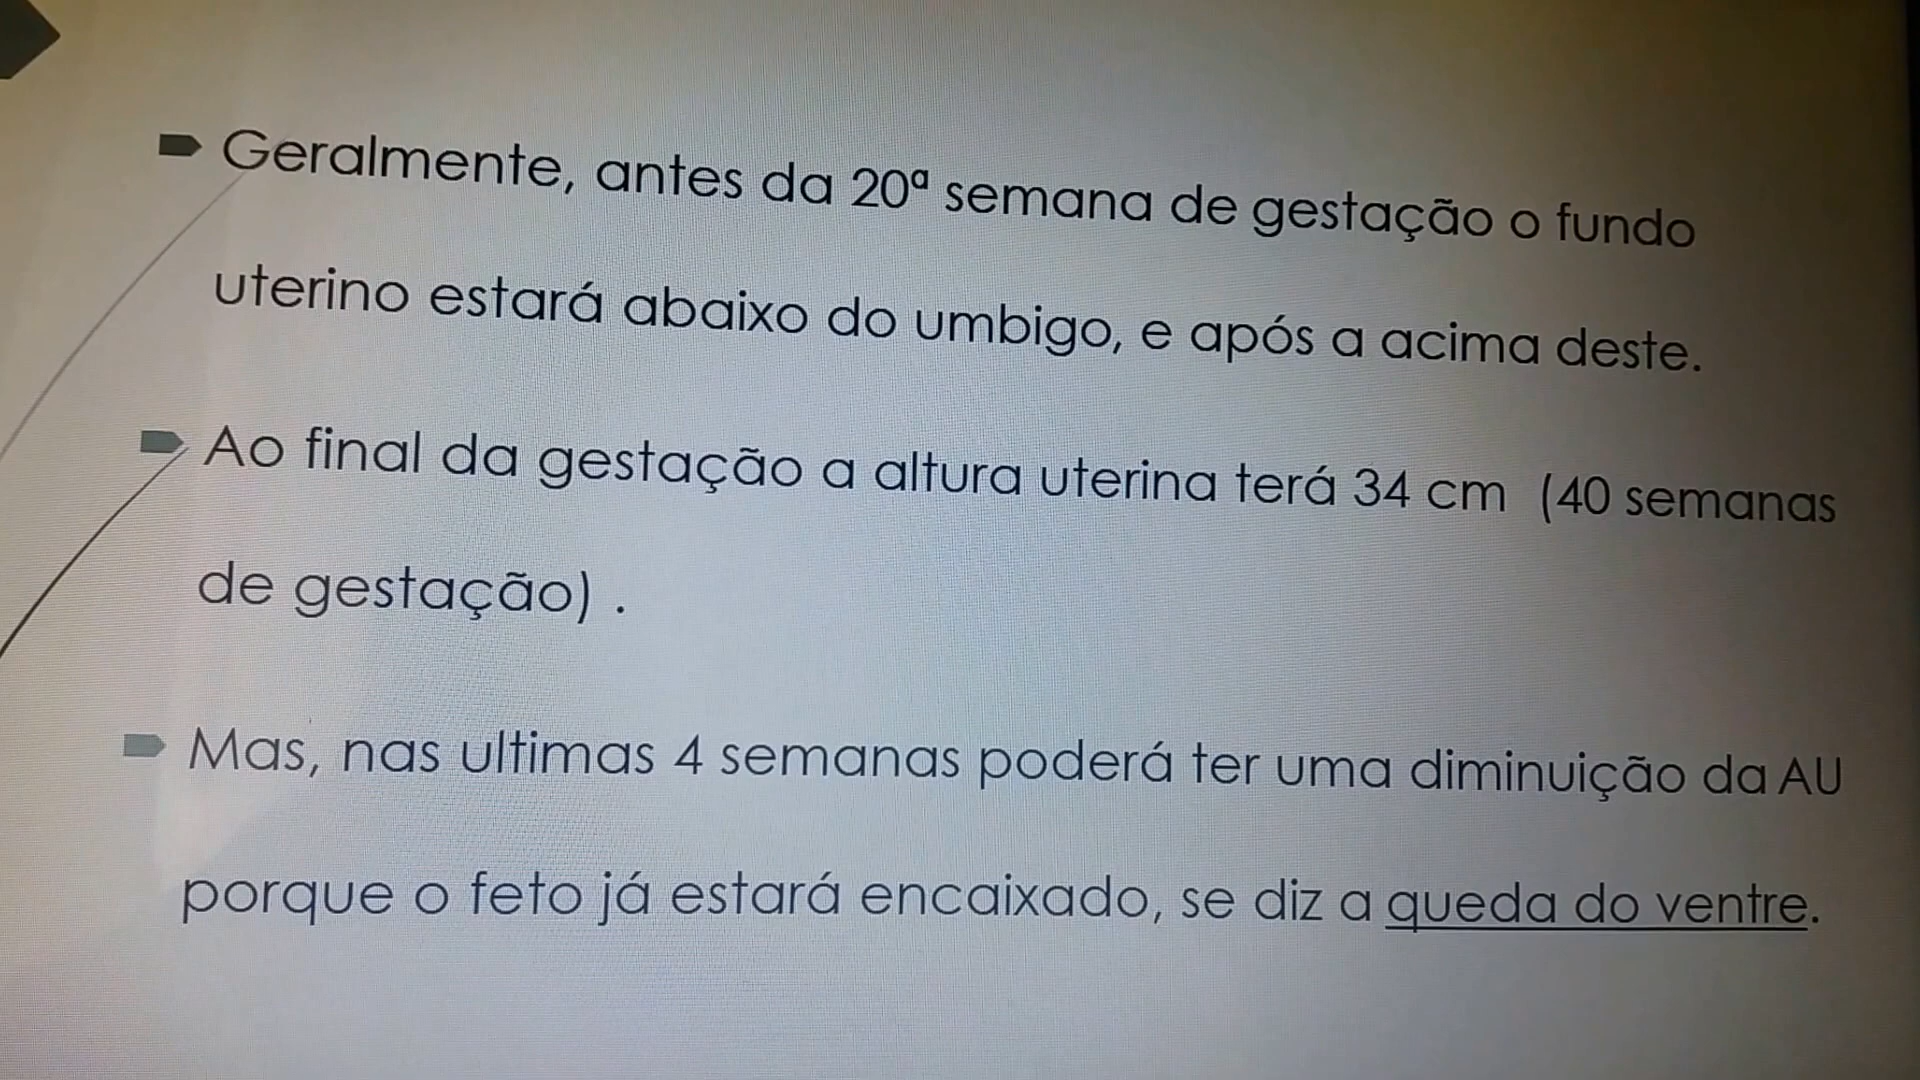 Geralmente, antes da 20ª semana de gestação o fundo
uterino estará abaixo do umbigo, e após a acima deste.
Ao final da gestação a altura uterina terá 34 cm (40 semanas
de gestação) .
Mas, nas ultimas 4 semanas poderá ter uma diminuição da AU
porque o feto já estará encaixado, se diz a queda do ventre.